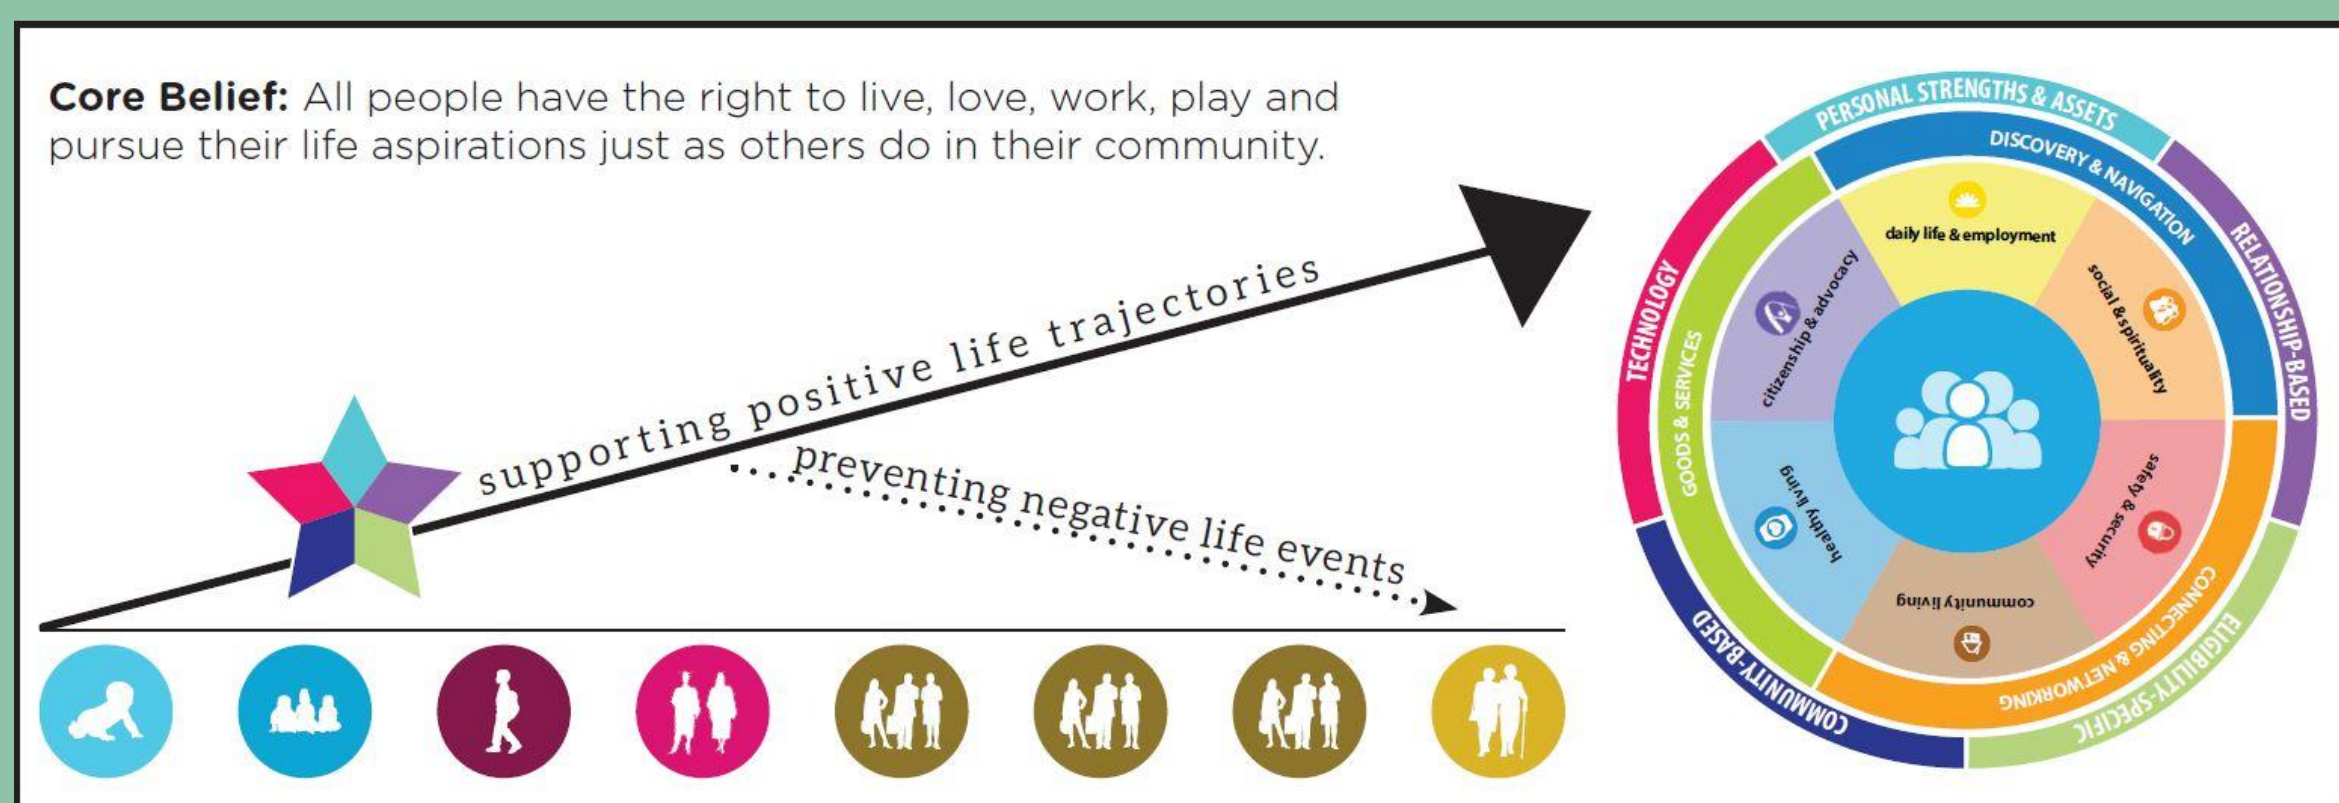 Core Belief: All people have the right to live, love, work, play and
pursue their life aspirations just as others do in their community.
supporting positive life trajectories
preventing negative life events
PERSONAL STRENGTHS & ASSETS
RELATIONSHIP-BASED
ELIGIBILITY-SPECIFIC
COMMUNITY-BASED
TECHNOLOGY
DISCOVERY & NAVIGATION
CONNECTING & NETWORKING
GOODS & SERVICES
daily life & employment
social & spirituality
safety & security
community living
healthy living
citizenship & advocacy